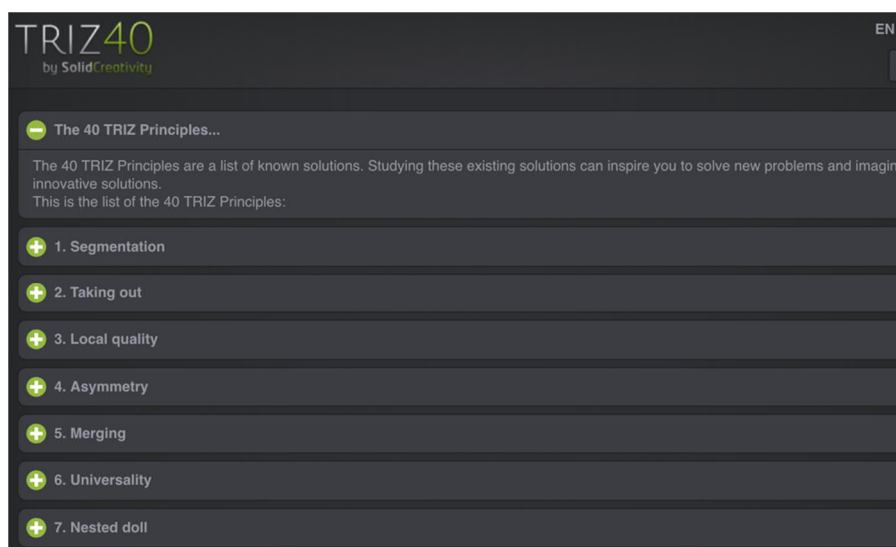 TRIZ40
by SolidCreativity
EN
The 40 TRIZ Principles...
The 40 TRIZ Principles are a list of known solutions. Studying these existing solutions can inspire you to solve new problems and imagin
innovative solutions.
This is the list of the 40 TRIZ Principles:
1. Segmentation
2. Taking out
3. Local quality
4. Asymmetry
5. Merging
6. Universality
7. Nested doll